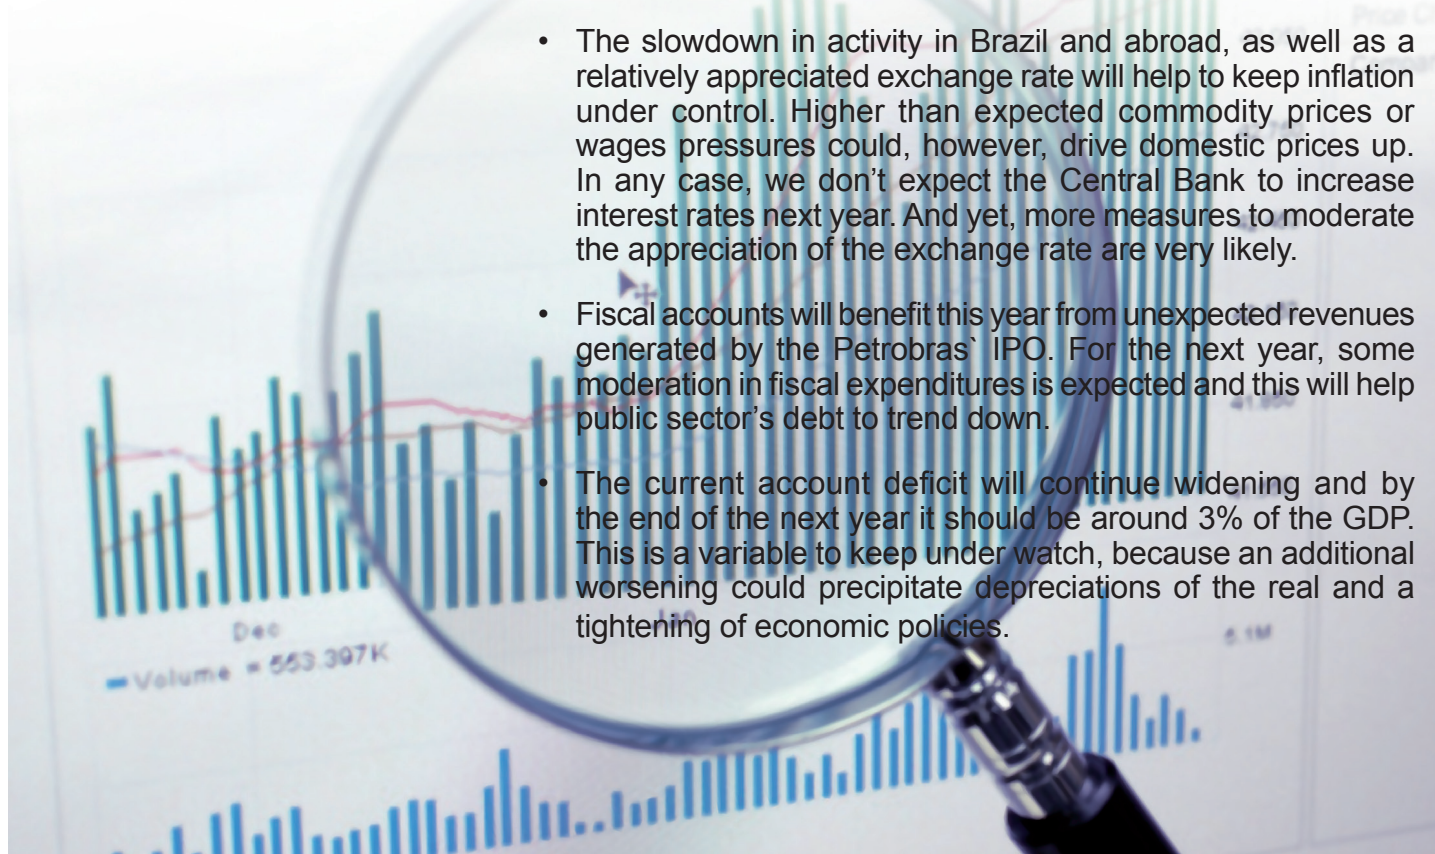 • The slowdown in activity in Brazil and abroad, as well as a
relatively appreciated exchange rate will help to keep inflation
under control. Higher than expected commodity prices or
wages pressures could, however, drive domestic prices up.
In any case, we don’t expect the Central Bank to increase
interest rates next year. And yet, more measures to moderate
the appreciation of the exchange rate are very likely.
• Fiscal accounts will benefit this year from unexpected revenues
generated by the Petrobras` IPO. For the next year, some
moderation in fiscal expenditures is expected and this will help
public sector’s debt to trend down.
• The current account deficit will continue widening and by
the end of the next year it should be around 3% of the GDP.
This is a variable to keep under watch, because an additional
worsening could precipitate depreciations of the real and a
tightening of economic policies.
Dec
Jan
Volume = 553.397K
5.1M